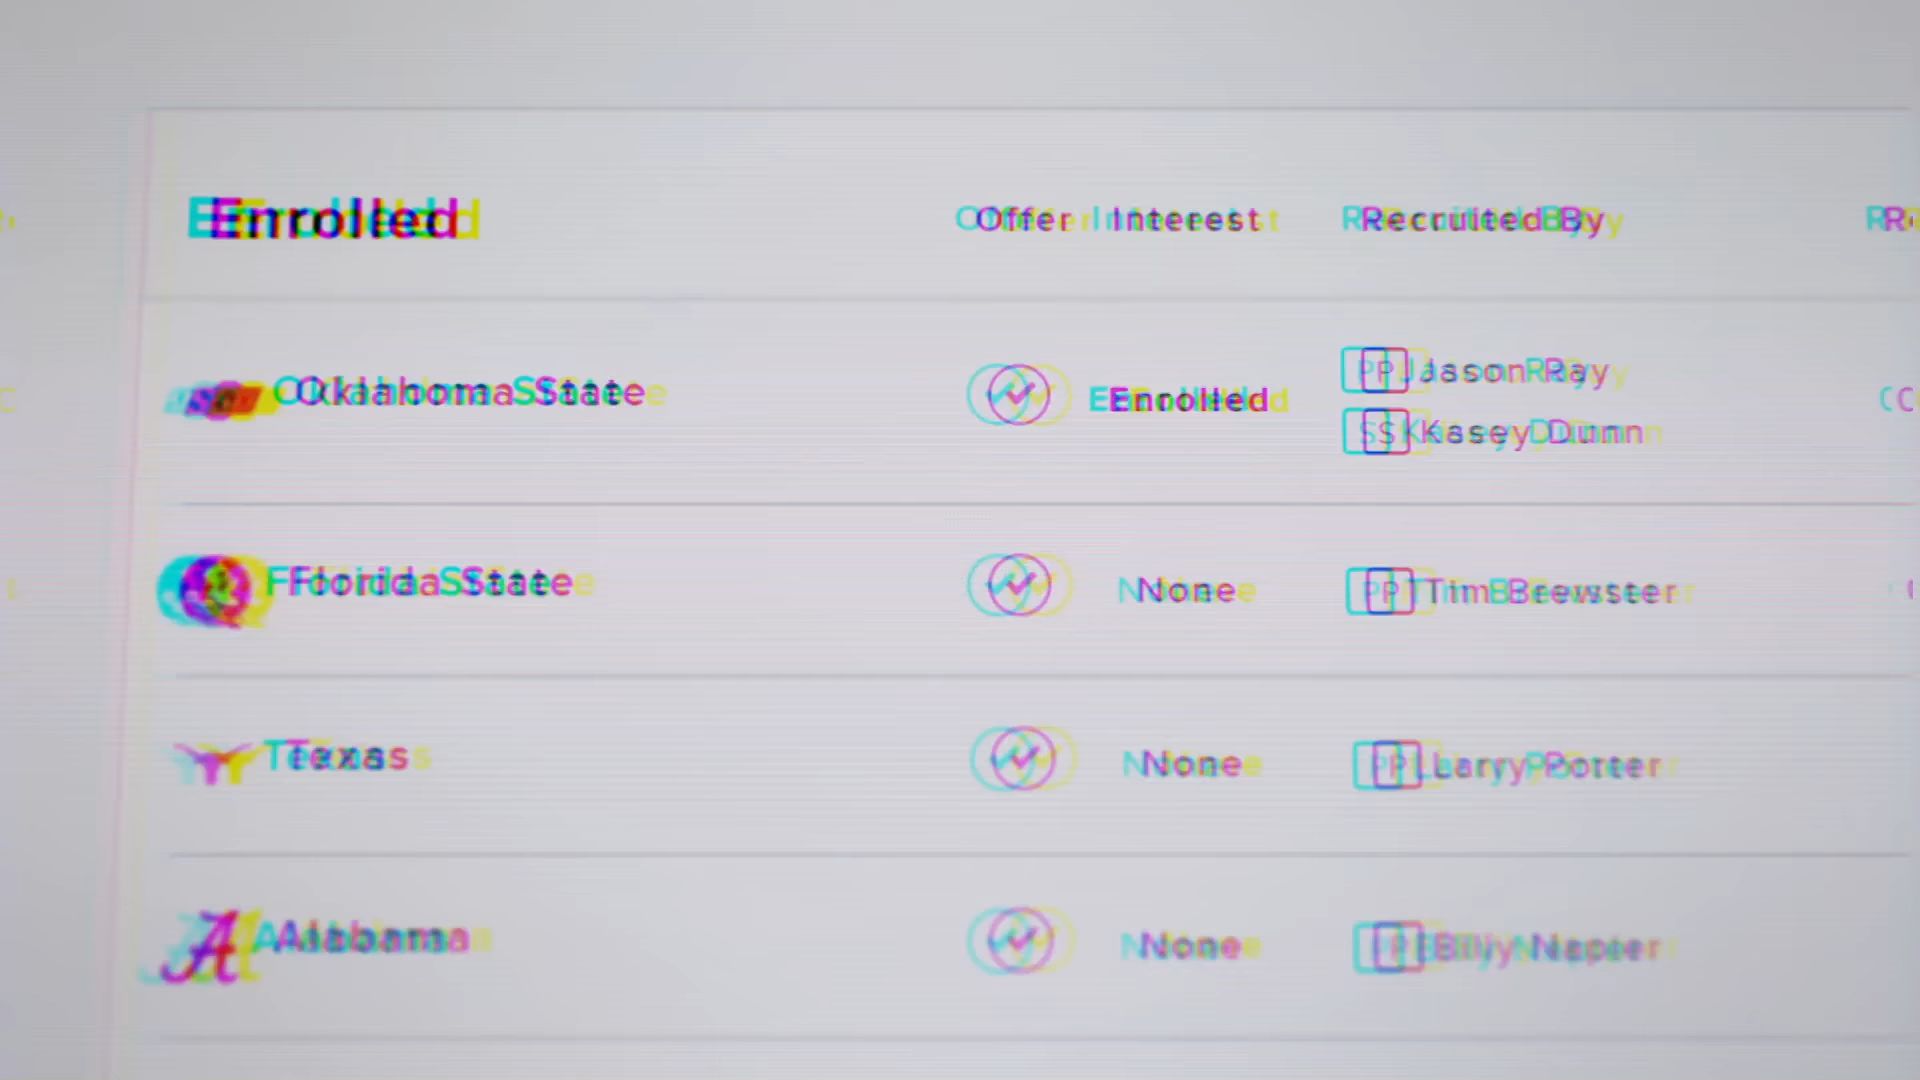 Enrolled Offer Interest Recruited By
Oklahoma State Enrolled P Jason Ray
S Kasey Dunn
Florida State None P Tim Brewster
Texas None P Larry Porter
Alabama None P Billy Napier